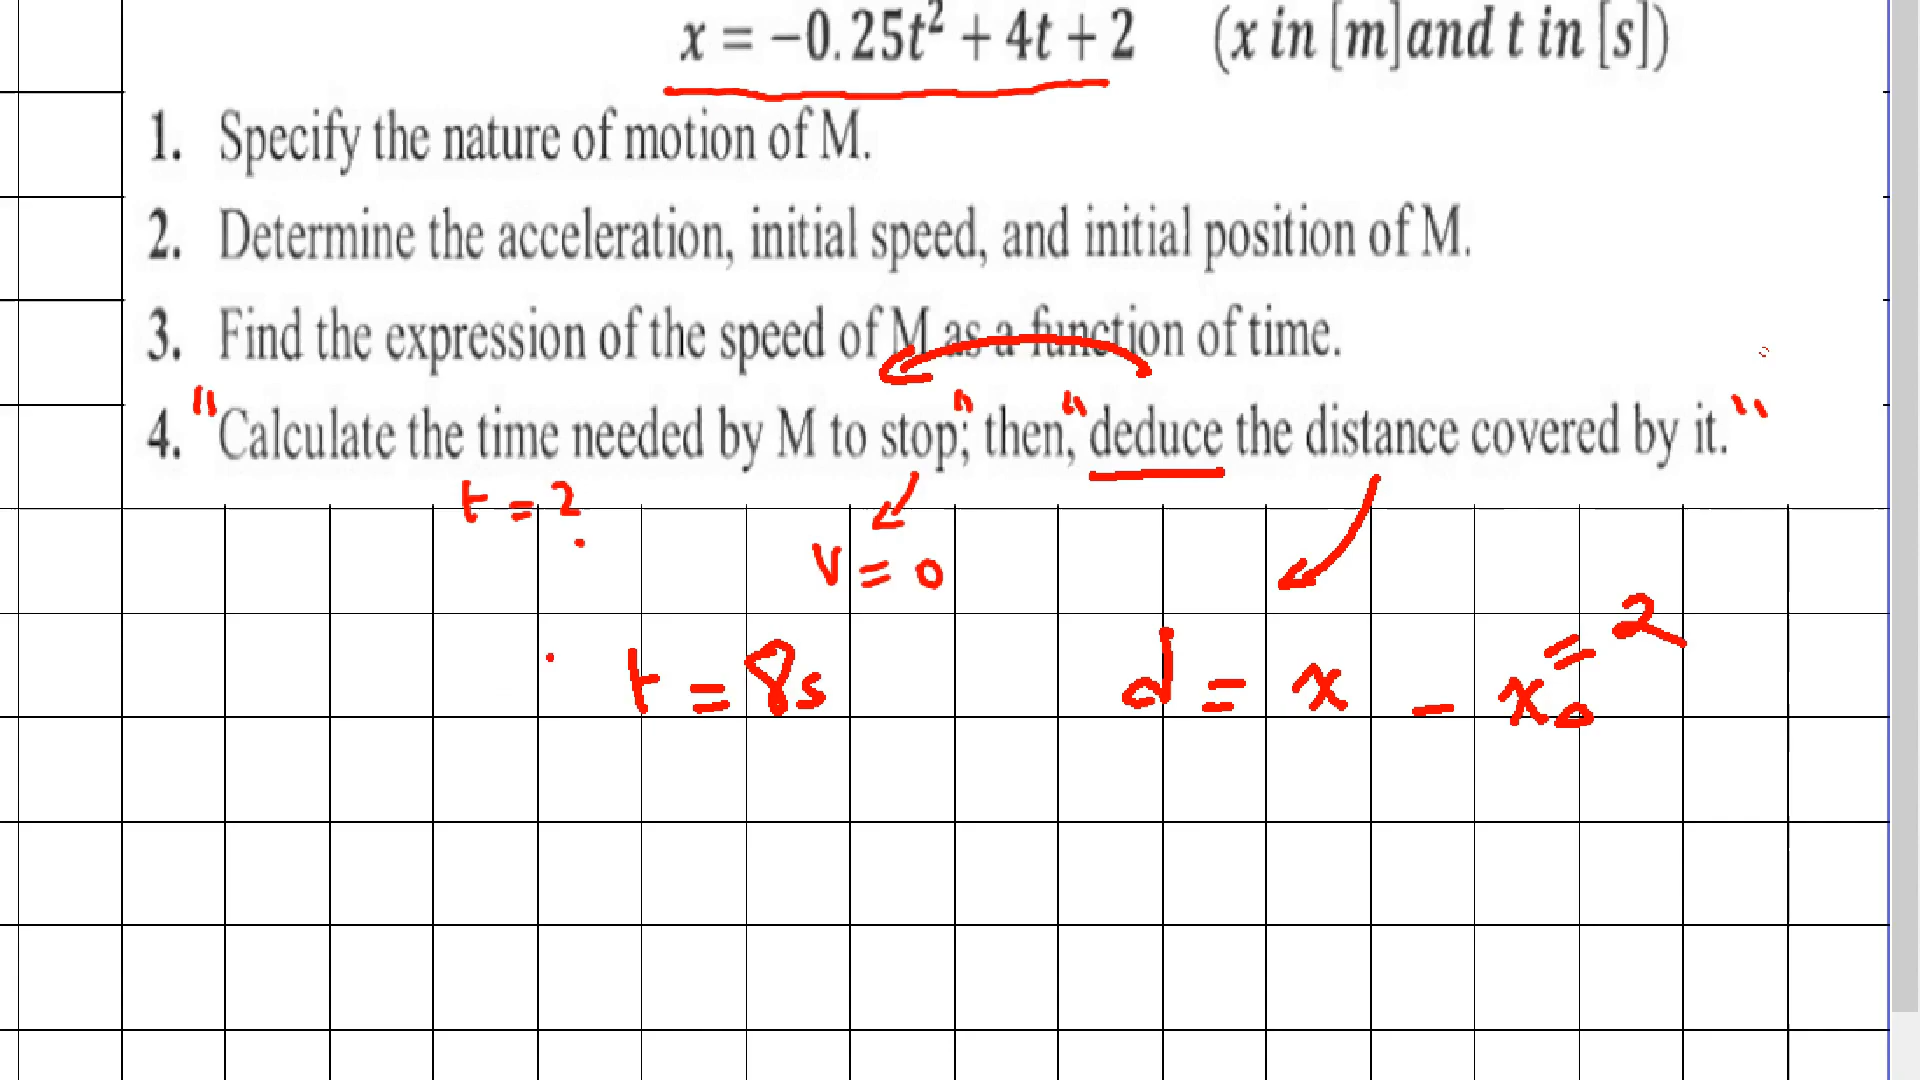 x = −0.25t² + 4t + 2 (x in [m]and t in [s])
1. Specify the nature of motion of M.
2. Determine the acceleration, initial speed, and initial position of M.
3. Find the expression of the speed of M as a function of time.
4. "Calculate the time needed by M to stop"; then, "deduce the distance covered by it."
t = ?
v = 0
t = 8s
d = x - x₀ = 2